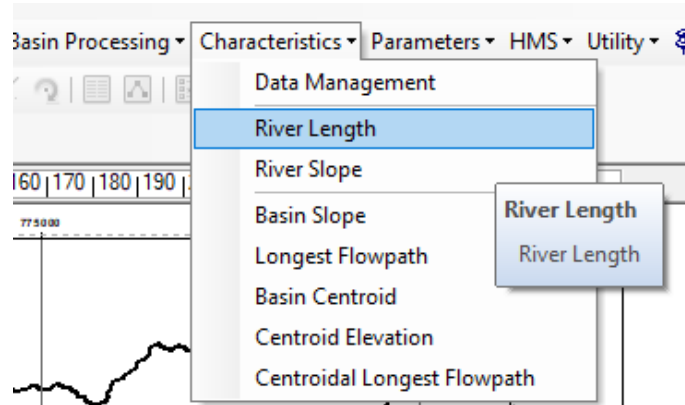 Basin Processing Characteristics Parameters HMS Utility
Data Management
River Length
River Slope
160 170 180 190
775000
Basin Slope
River Length
Longest Flowpath
River Length
Basin Centroid
Centroid Elevation
Centroidal Longest Flowpath